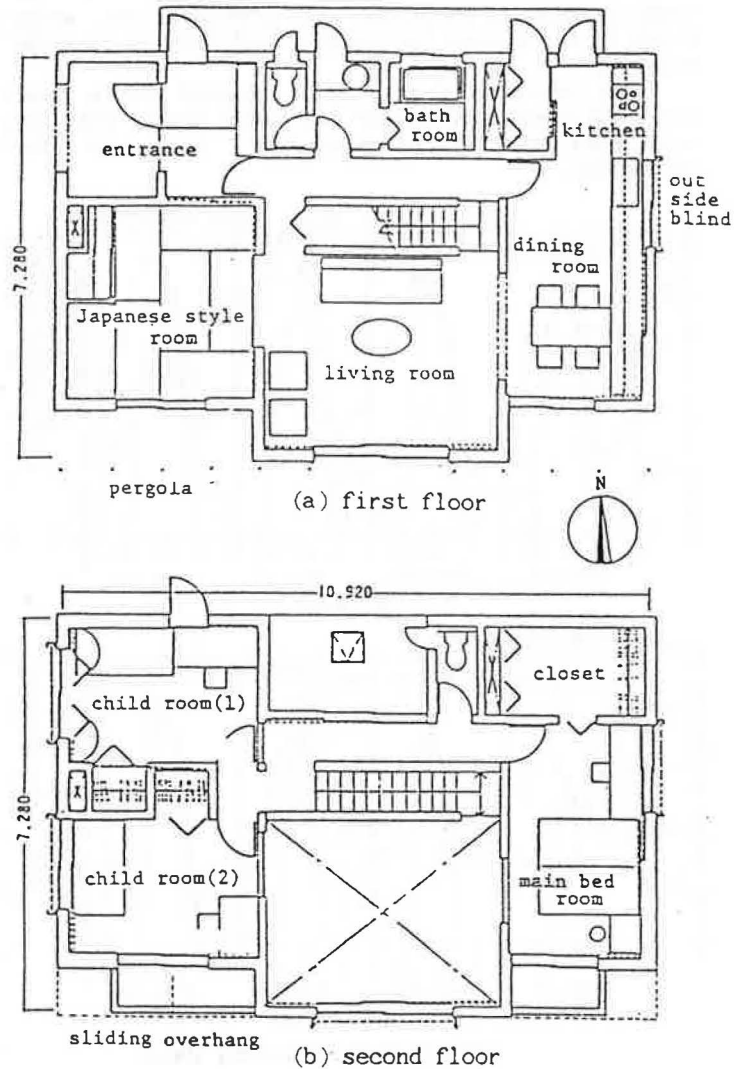 entrance
bath
room
kitchen
out
side
blind
7.280
dining
room
Japanese style
room
living room
pergola
(a) first floor
N
10.920
closet
child room(1)
7.280
child room(2)
main bed
room
sliding overhang
(b) second floor